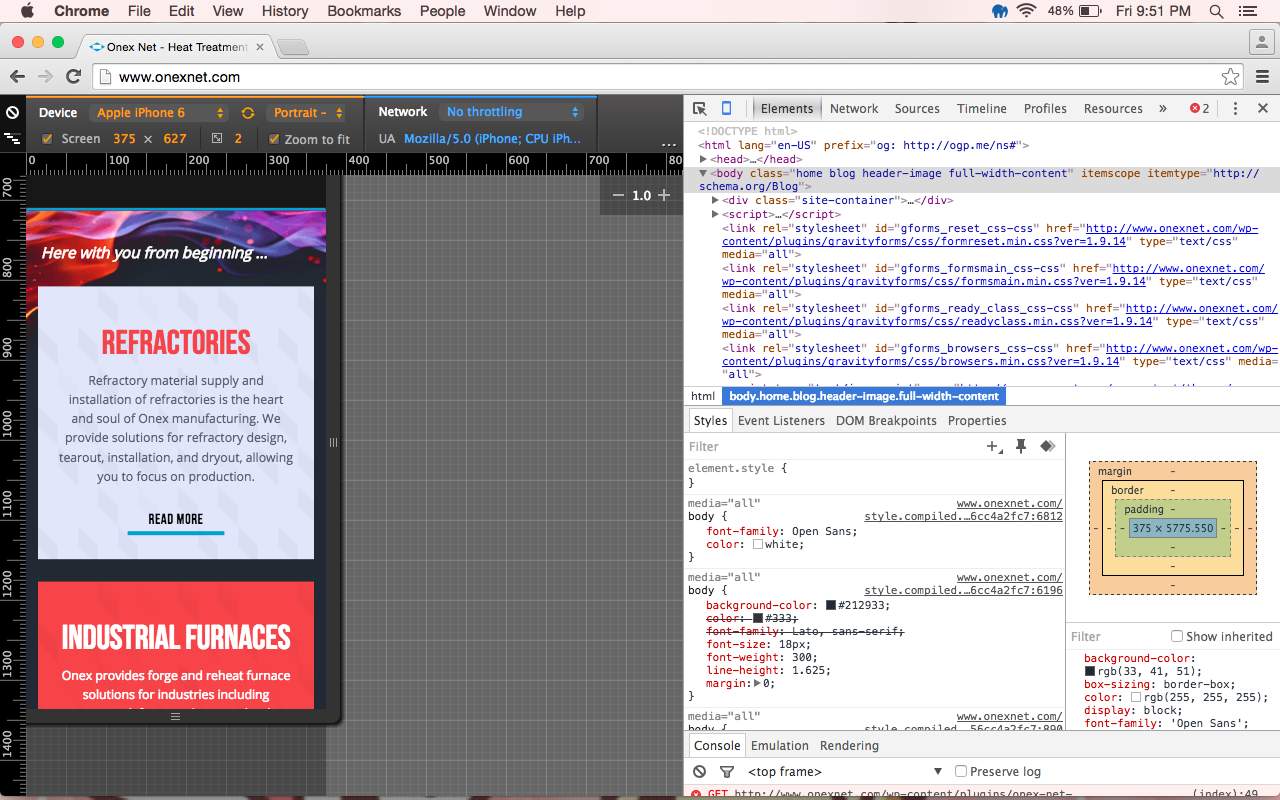 Chrome File Edit View History Bookmarks People Window Help 48% Fri 9:51 PM
Onex Net - Heat Treatment
www.onexnet.com
Device Apple iPhone 6 Portrait - Network No throttling
Screen 375 × 627 2 Zoom to fit UA Mozilla/5.0 (iPhone; CPU iPh... ...
0 100 200 300 400 500 600 700 80
700
800
900
1000
1100
1200
1300
1400
1.0
Here with you from beginning ...
REFRACTORIES
Refractory material supply and
installation of refractories is the heart
and soul of Onex manufacturing. We
provide solutions for refractory design,
tearout, installation, and dryout, allowing
you to focus on production.
READ MORE
INDUSTRIAL FURNACES
Onex provides forge and reheat furnace
solutions for industries including
Elements Network Sources Timeline Profiles Resources » 2
<!DOCTYPE html>
<html lang="en-US" prefix="og: http://ogp.me/ns#">
<head>…</head>
<body class="home blog header-image full-width-content" itemscope itemtype="http://
schema.org/Blog">
<div class="site-container">…</div>
<script>…</script>
<link rel="stylesheet" id="gforms_reset_css-css" href="http://www.onexnet.com/wp-
content/plugins/gravityforms/css/formreset.min.css?ver=1.9.14" type="text/css"
media="all">
<link rel="stylesheet" id="gforms_formsmain_css-css" href="http://www.onexnet.com/
wp-content/plugins/gravityforms/css/formsmain.min.css?ver=1.9.14" type="text/css"
media="all">
<link rel="stylesheet" id="gforms_ready_class_css-css" href="http://www.onexnet.com/
wp-content/plugins/gravityforms/css/readyclass.min.css?ver=1.9.14" type="text/css"
media="all">
<link rel="stylesheet" id="gforms_browsers_css-css" href="http://www.onexnet.com/wp-
content/plugins/gravityforms/css/browsers.min.css?ver=1.9.14" type="text/css" media=
"all">
html body.home.blog.header-image.full-width-content
Styles Event Listeners DOM Breakpoints Properties
Filter
element.style {
}
media="all" www.onexnet.com/
body { style.compiled.…6cc4a2fc7:6812
font-family: Open Sans;
color: white;
}
media="all" www.onexnet.com/
body { style.compiled.…6cc4a2fc7:6196
background-color: #212933;
color: #333;
font-family: Lato, sans-serif;
font-size: 18px;
font-weight: 300;
line-height: 1.625;
margin: 0;
}
media="all" www.onexnet.com/
body { style.compiled.…56cc4a2fc7:890
margin -
border -
padding -
- - - 375 × 5775.550 - - -
-
-
-
Filter Show inherited
background-color:
rgb(33, 41, 51);
box-sizing: border-box;
color: rgb(255, 255, 255);
display: block;
font-family: 'Open Sans';
Console Emulation Rendering
<top frame> Preserve log
GET http://www.onexnet.com/wp-content/plugins/onex-net- (index):49